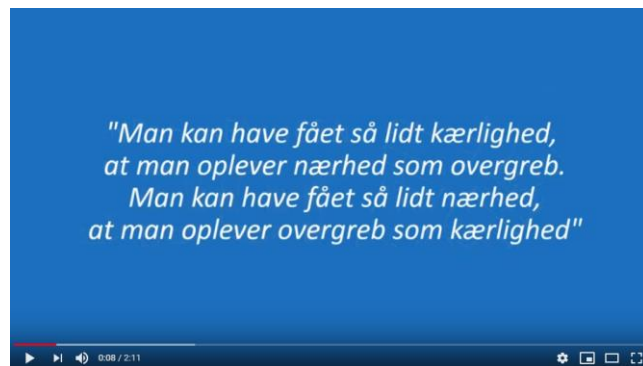 "Man kan have fået så lidt kærlighed,
at man oplever nærhed som overgreb.
Man kan have fået så lidt nærhed,
at man oplever overgreb som kærlighed"
0:08 / 2:11